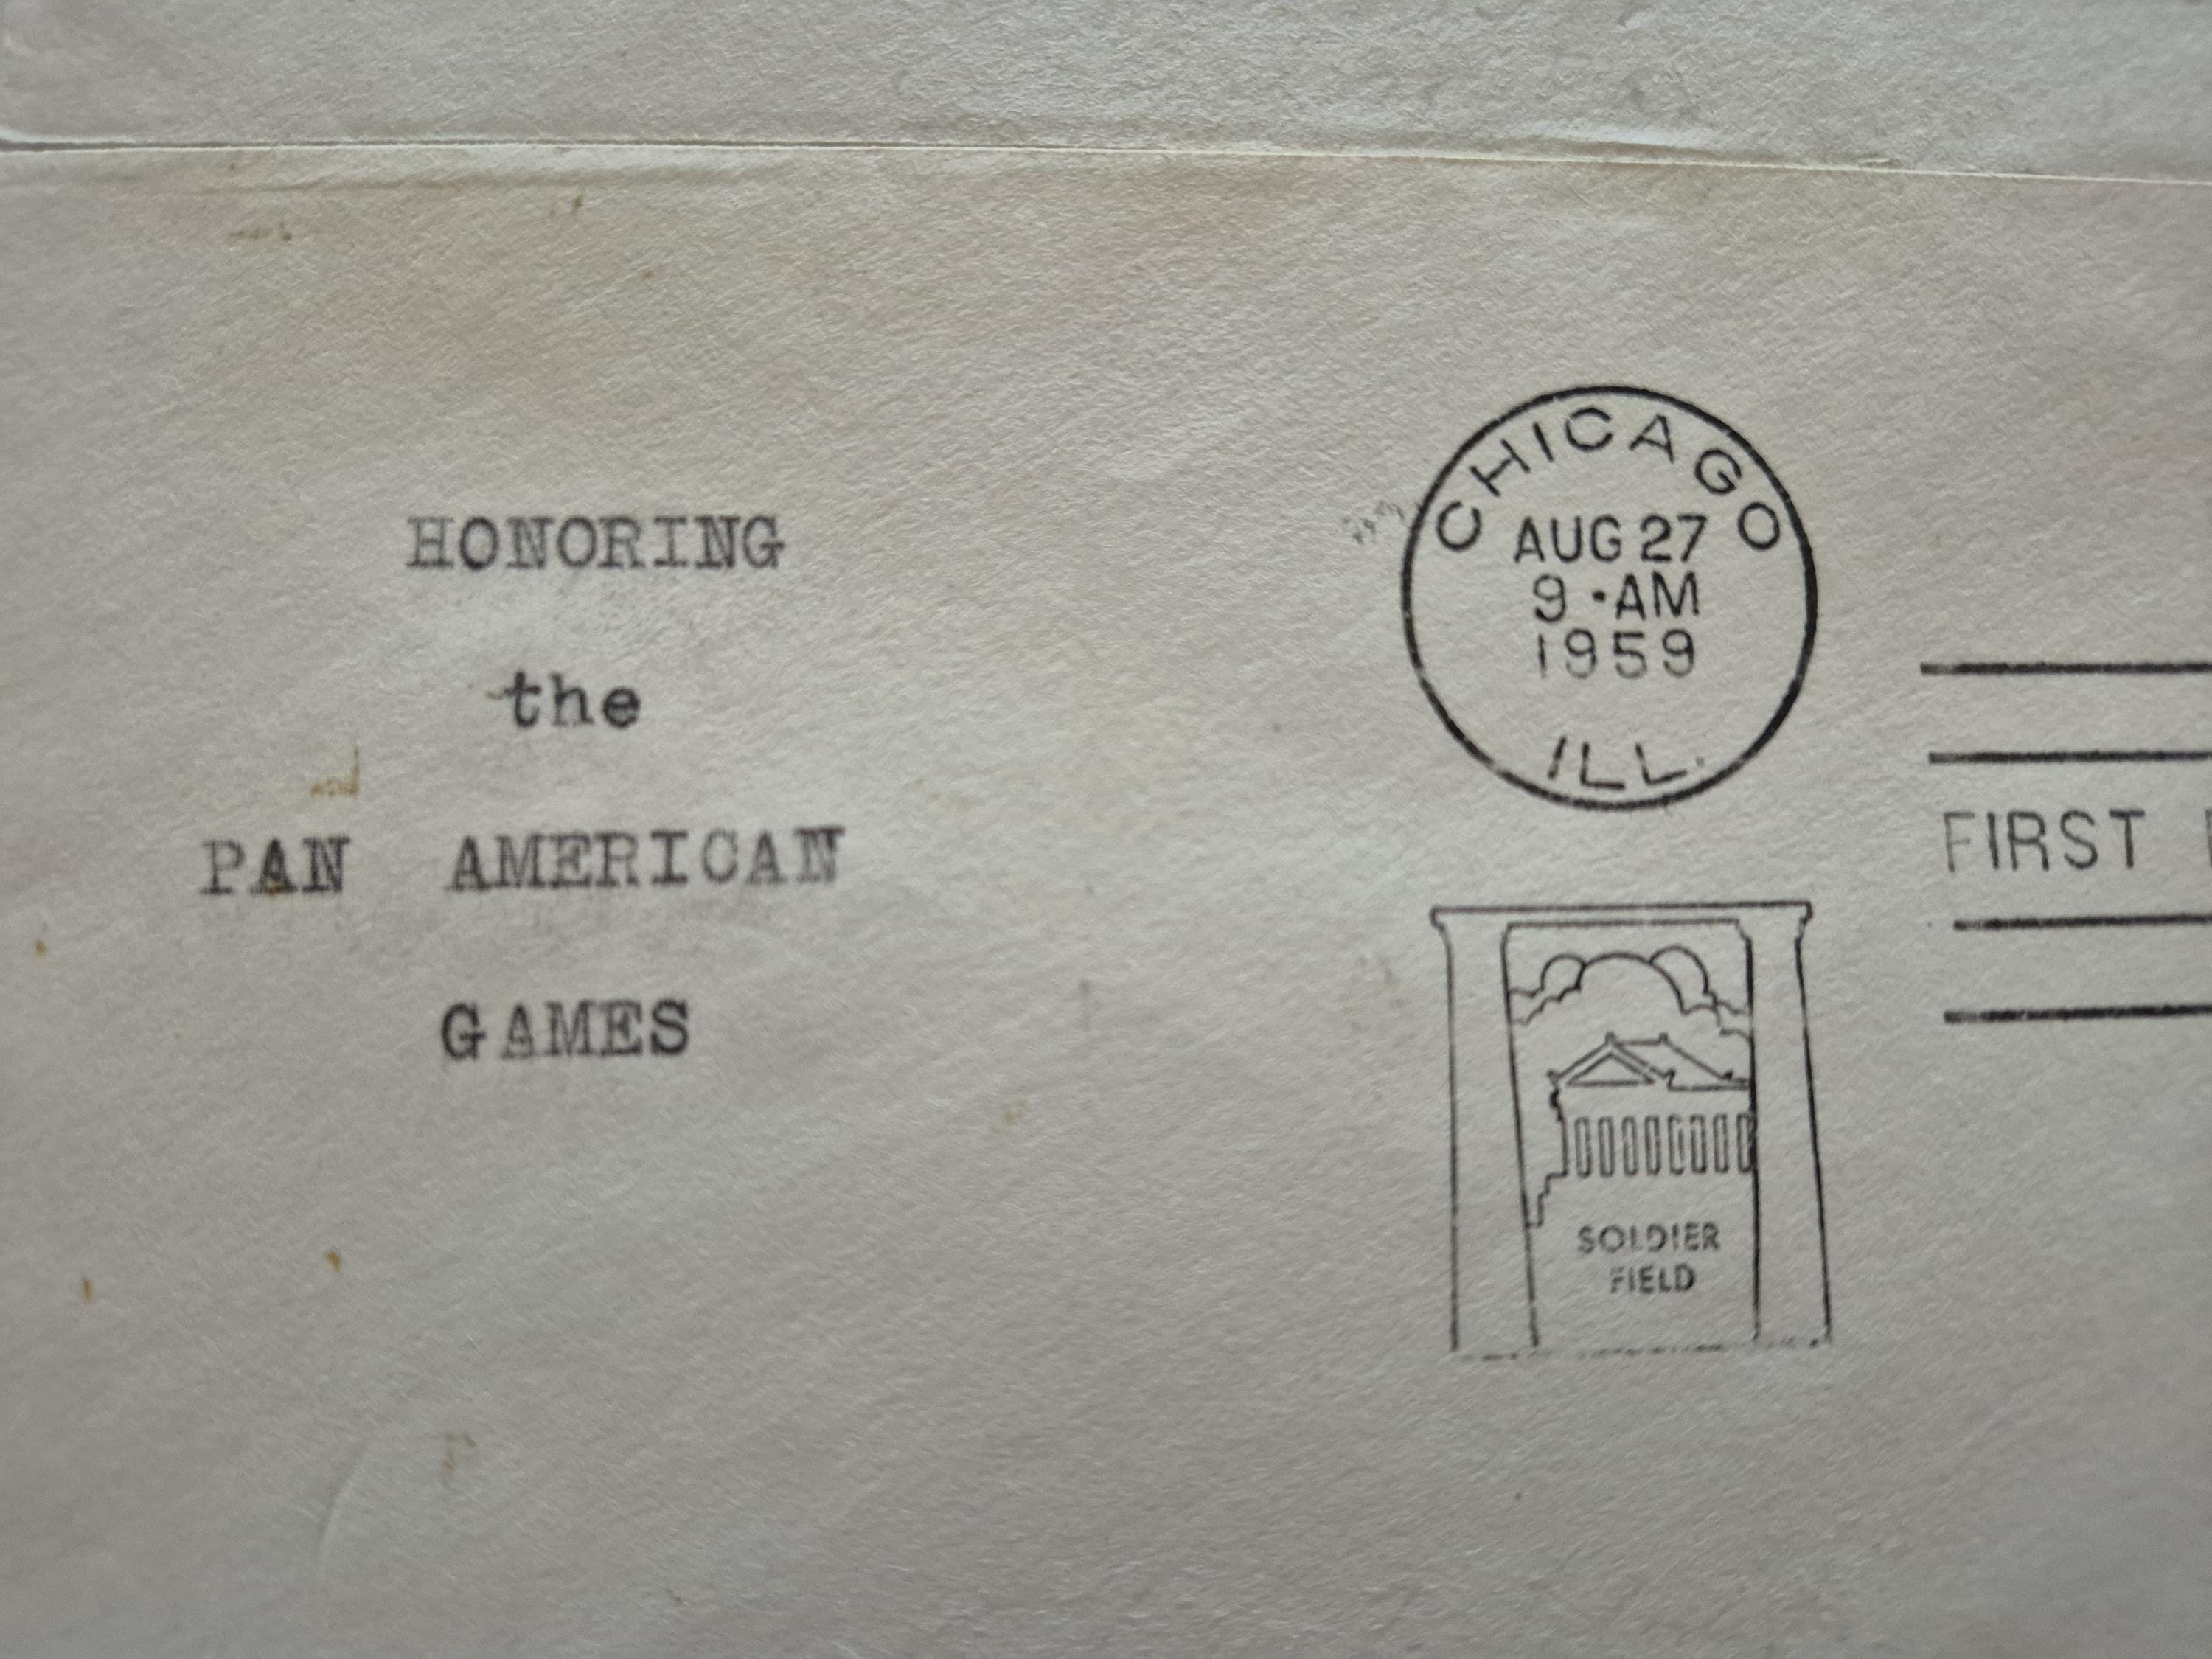 HONORING
the
PAN AMERICAN
GAMES
CHICAGO
AUG 27
9 • AM
1959
ILL.
FIRST
SOLDIER
FIELD